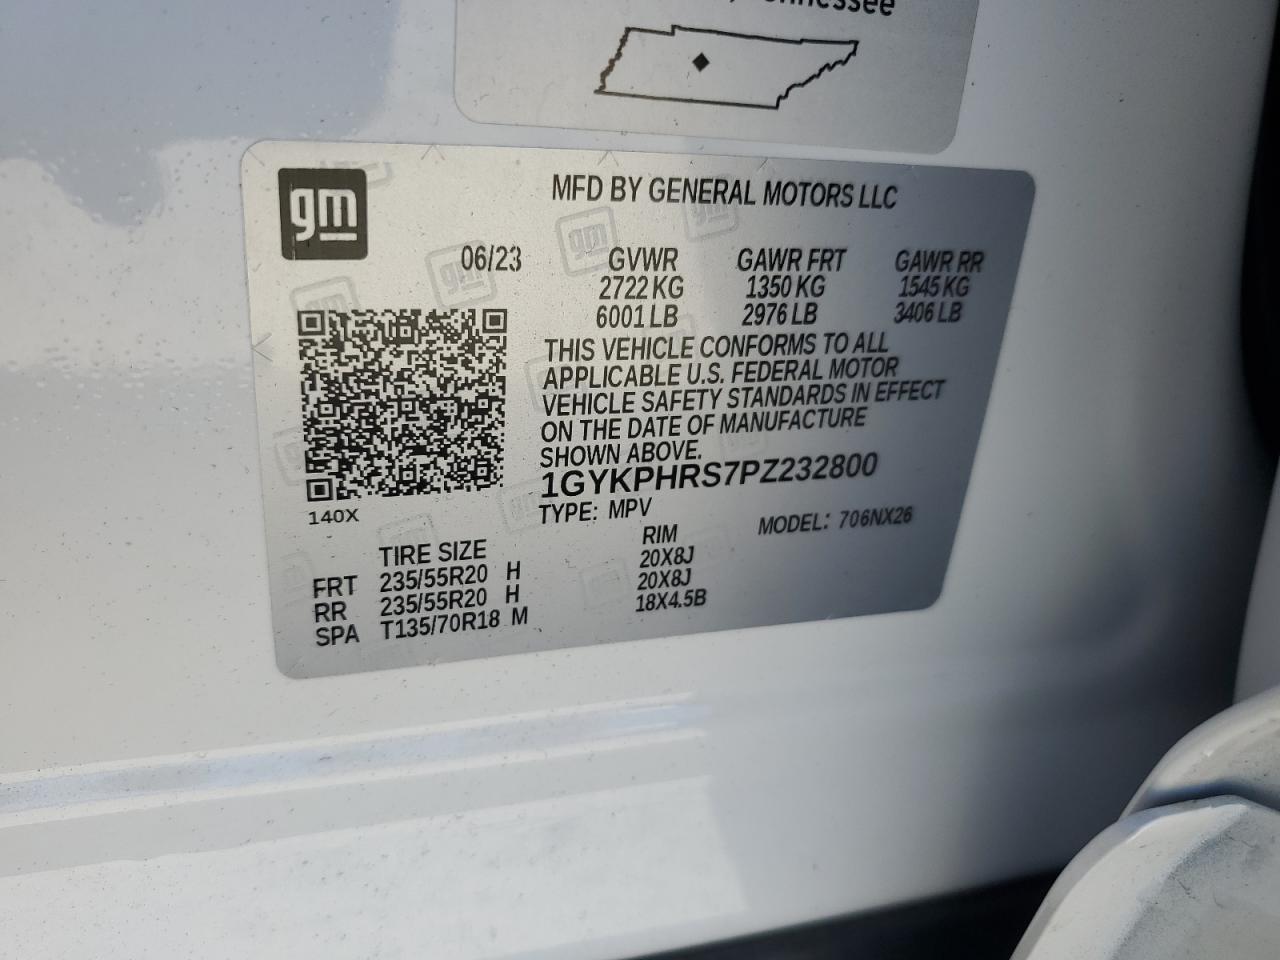 gm
MFD BY GENERAL MOTORS LLC
06/23 GVWR GAWR FRT GAWR RR
2722 KG 1350 KG 1545 KG
6001 LB 2976 LB 3406 LB
THIS VEHICLE CONFORMS TO ALL
APPLICABLE U.S. FEDERAL MOTOR
VEHICLE SAFETY STANDARDS IN EFFECT
ON THE DATE OF MANUFACTURE
SHOWN ABOVE.
1GYKPHRS7PZ232800
140X
TYPE: MPV MODEL: 706NX26
TIRE SIZE RIM
FRT 235/55R20 H 20X8J
RR 235/55R20 H 20X8J
SPA T135/70R18 M 18X4.5B